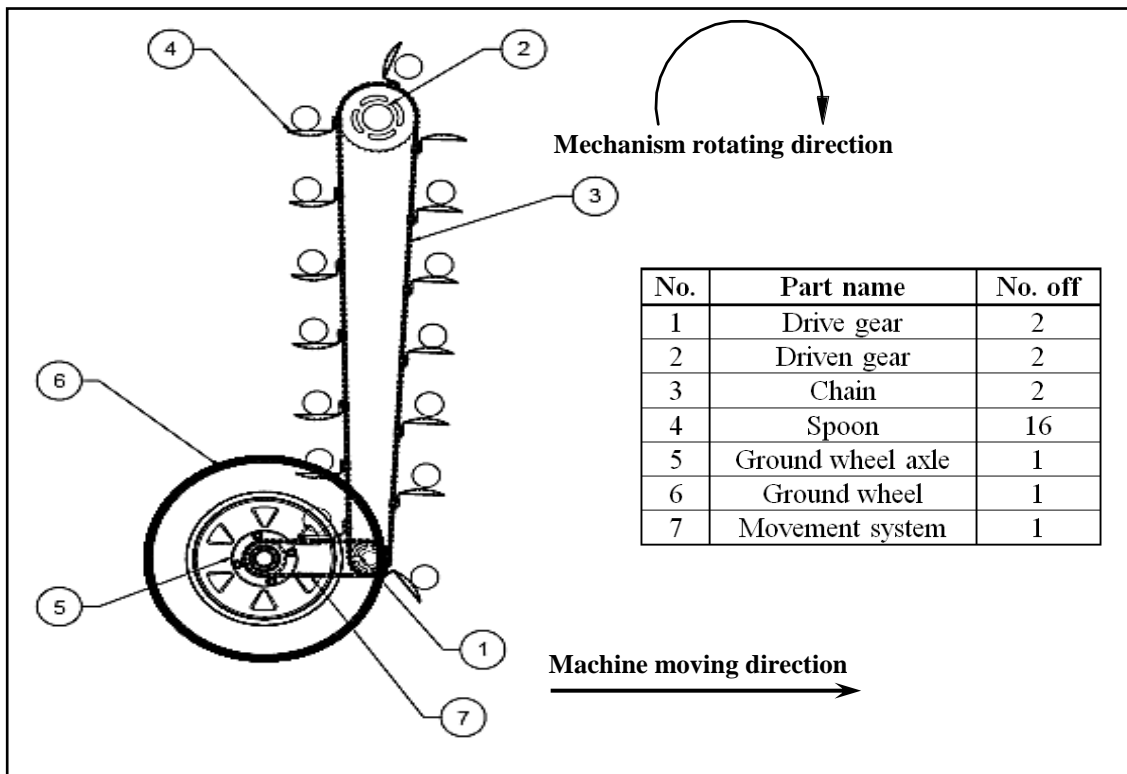 4
2
Mechanism rotating direction
3
No. Part name No. off
1 Drive gear 2
2 Driven gear 2
3 Chain 2
4 Spoon 16
5 Ground wheel axle 1
6 Ground wheel 1
7 Movement system 1
6
5
1
Machine moving direction
7